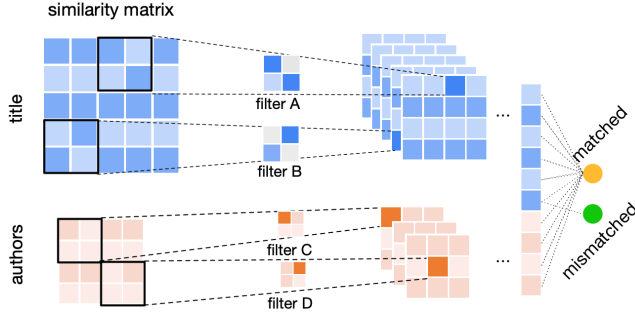 similarity matrix
title
filter A
filter B
...
matched
mismatched
authors
filter C
filter D
...